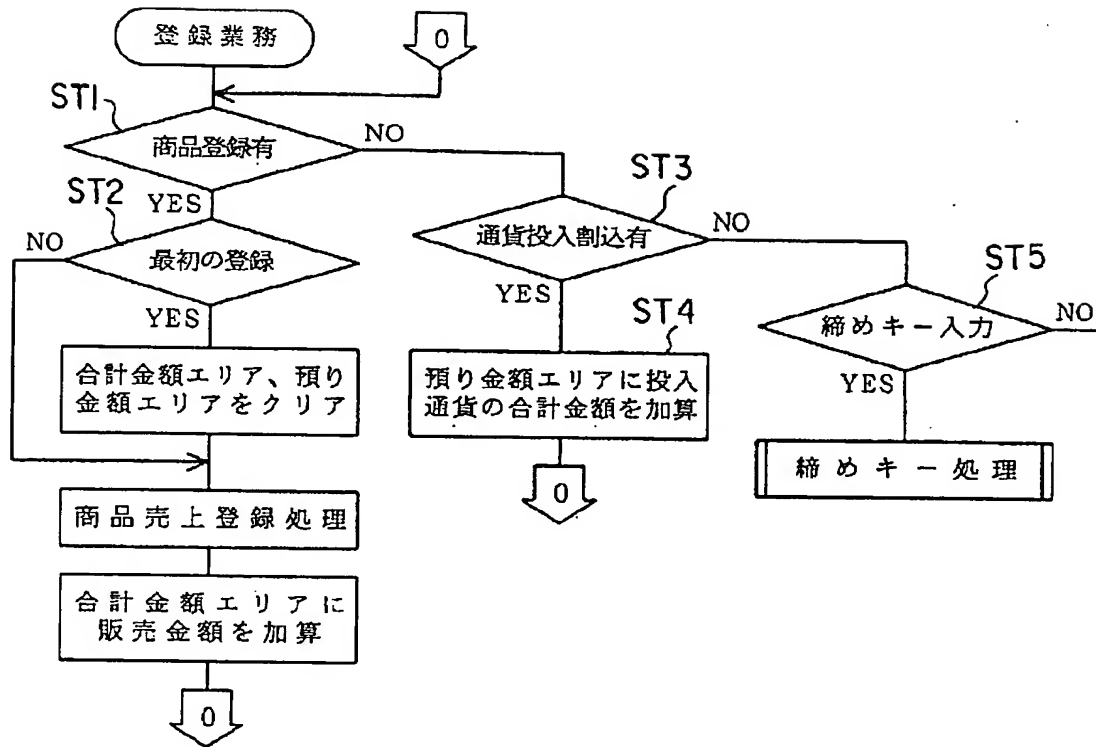 登録業務
0
ST1
商品登録有
NO
YES
ST2
最初の登録
NO
YES
合計金額エリア、預り
金額エリアをクリア
商品売上登録処理
合計金額エリアに
販売金額を加算
0
ST3
通貨投入割込有
NO
YES
ST4
預り金額エリアに投入
通貨の合計金額を加算
0
ST5
締めキー入力
NO
YES
締めキー処理